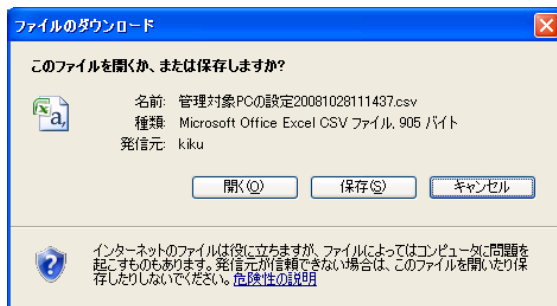 ファイルのダウンロード
このファイルを開くか、または保存しますか?
名前: 管理対象PCの設定20081028111437.csv
種類: Microsoft Office Excel CSV ファイル, 905 バイト
発信元: kiku
開く(O) 保存(S) キャンセル
インターネットのファイルは役に立ちますが、ファイルによってはコンピュータに問題を
起こすものもあります。発信元が信頼できない場合は、このファイルを開いたり保
存したりしないでください。危険性の説明